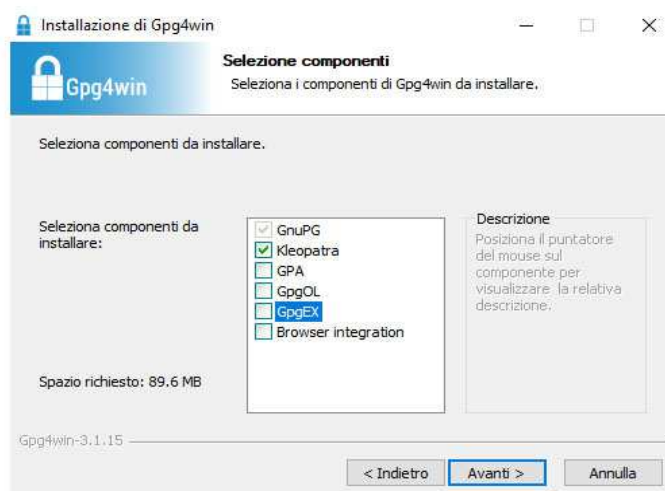 Installazione di Gpg4win
Selezione componenti
Seleziona i componenti di Gpg4win da installare.
Gpg4win
Seleziona componenti da installare.
Seleziona componenti da
installare:
GnuPG
Kleopatra
GPA
GpgOL
GpgEX
Browser integration
Descrizione
Posiziona il puntatore
del mouse sul
componente per
visualizzare la relativa
descrizione.
Spazio richiesto: 89.6 MB
Gpg4win-3.1.15
< Indietro
Avanti >
Annulla